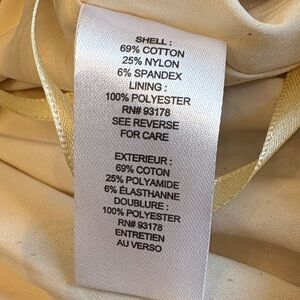 SHELL :
69% COTTON
25% NYLON
6% SPANDEX
LINING :
100% POLYESTER
RN# 93178
SEE REVERSE
FOR CARE
EXTERIEUR :
69% COTON
25% POLYAMIDE
6% ÉLASTHANNE
DOUBLURE :
100% POLYESTER
RN# 93178
ENTRETIEN
AU VERSO